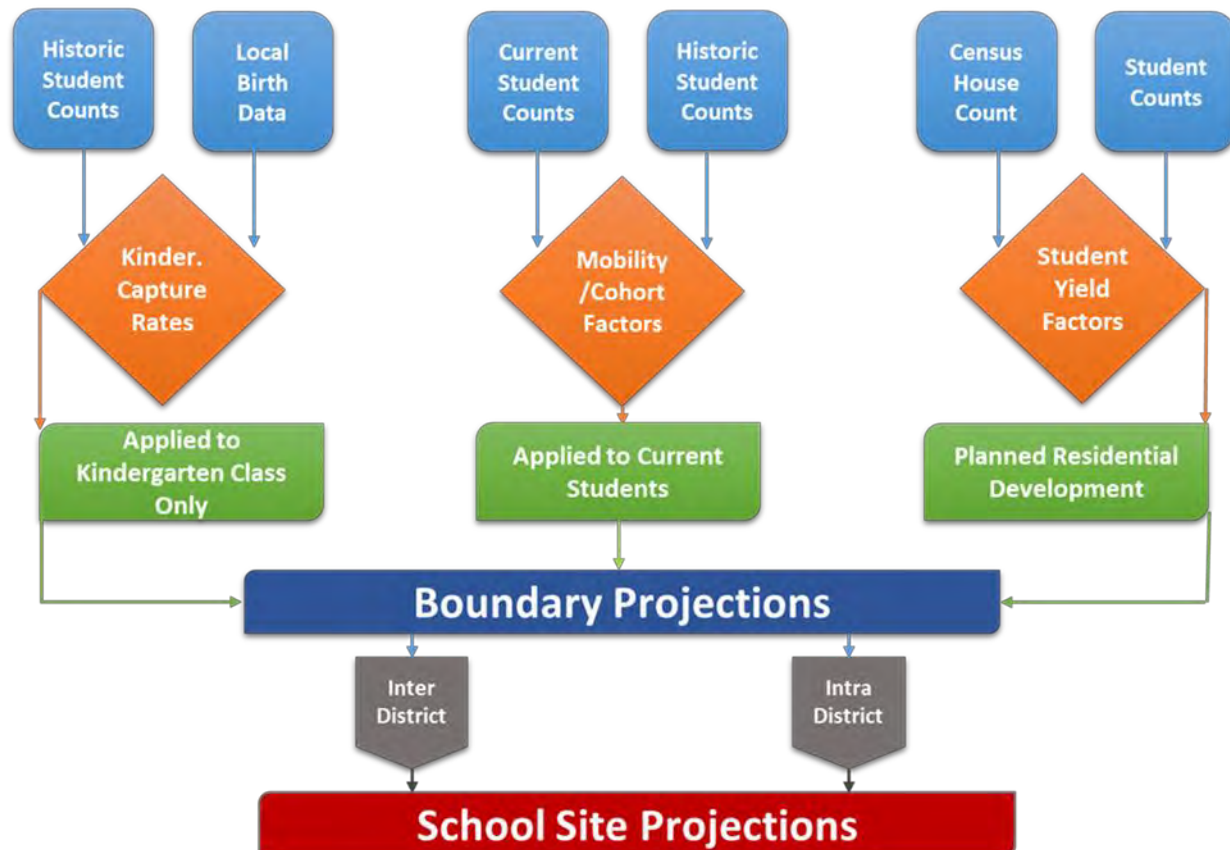 Historic
Student
Counts
Local
Birth
Data
Current
Student
Counts
Historic
Student
Counts
Census
House
Count
Student
Counts
Kinder.
Capture
Rates
Mobility
/Cohort
Factors
Student
Yield
Factors
Applied to
Kindergarten Class
Only
Applied to Current
Students
Planned Residential
Development
Boundary Projections
Inter
District
Intra
District
School Site Projections